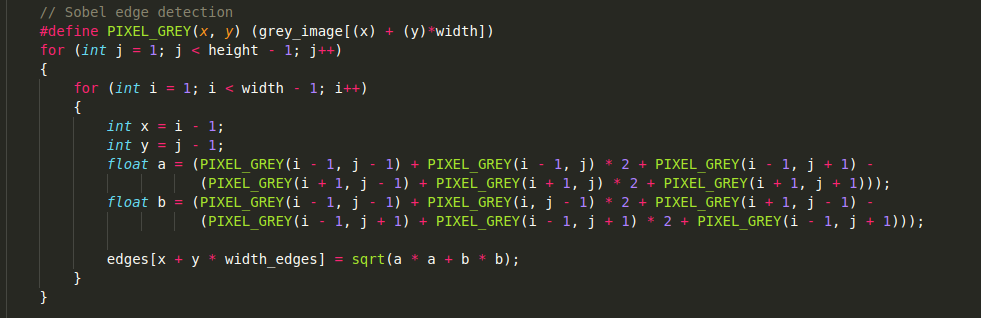 // Sobel edge detection
#define PIXEL_GREY(x, y) (grey_image[(x) + (y)*width])
for (int j = 1; j < height - 1; j++)
{
    for (int i = 1; i < width - 1; i++)
    {
        int x = i - 1;
        int y = j - 1;
        float a = (PIXEL_GREY(i - 1, j - 1) + PIXEL_GREY(i - 1, j) * 2 + PIXEL_GREY(i - 1, j + 1) -
                   (PIXEL_GREY(i + 1, j - 1) + PIXEL_GREY(i + 1, j) * 2 + PIXEL_GREY(i + 1, j + 1)));
        float b = (PIXEL_GREY(i - 1, j - 1) + PIXEL_GREY(i, j - 1) * 2 + PIXEL_GREY(i + 1, j - 1) -
                   (PIXEL_GREY(i - 1, j + 1) + PIXEL_GREY(i - 1, j + 1) * 2 + PIXEL_GREY(i - 1, j + 1)));
        edges[x + y * width_edges] = sqrt(a * a + b * b);
    }
}